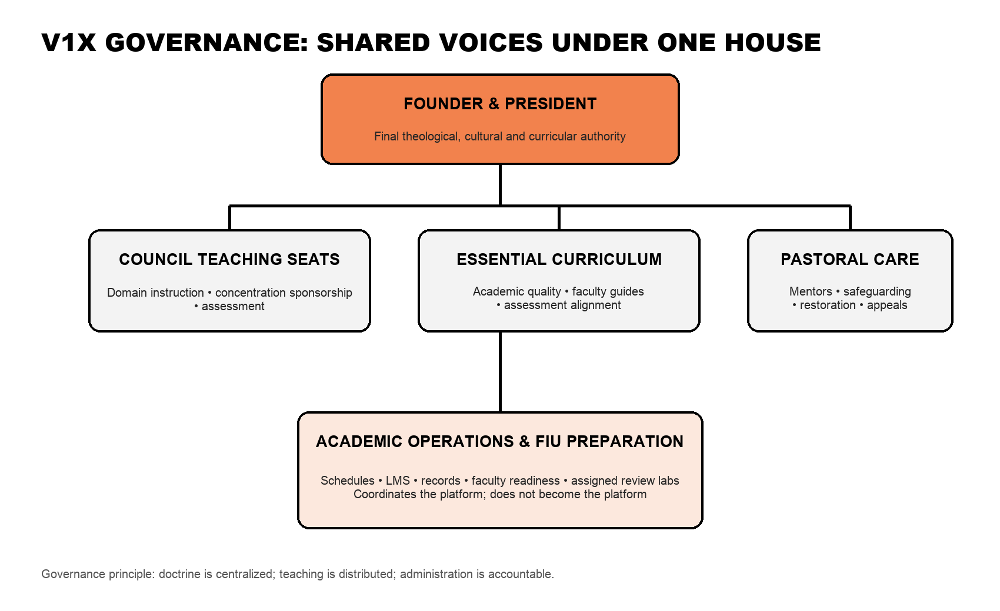 V1X GOVERNANCE: SHARED VOICES UNDER ONE HOUSE
FOUNDER & PRESIDENT
Final theological, cultural and curricular authority
COUNCIL TEACHING SEATS
Domain instruction • concentration sponsorship
• assessment
ESSENTIAL CURRICULUM
Academic quality • faculty guides
• assessment alignment
PASTORAL CARE
Mentors • safeguarding
• restoration • appeals
ACADEMIC OPERATIONS & FIU PREPARATION
Schedules • LMS • records • faculty readiness • assigned review labs
Coordinates the platform; does not become the platform
Governance principle: doctrine is centralized; teaching is distributed; administration is accountable.